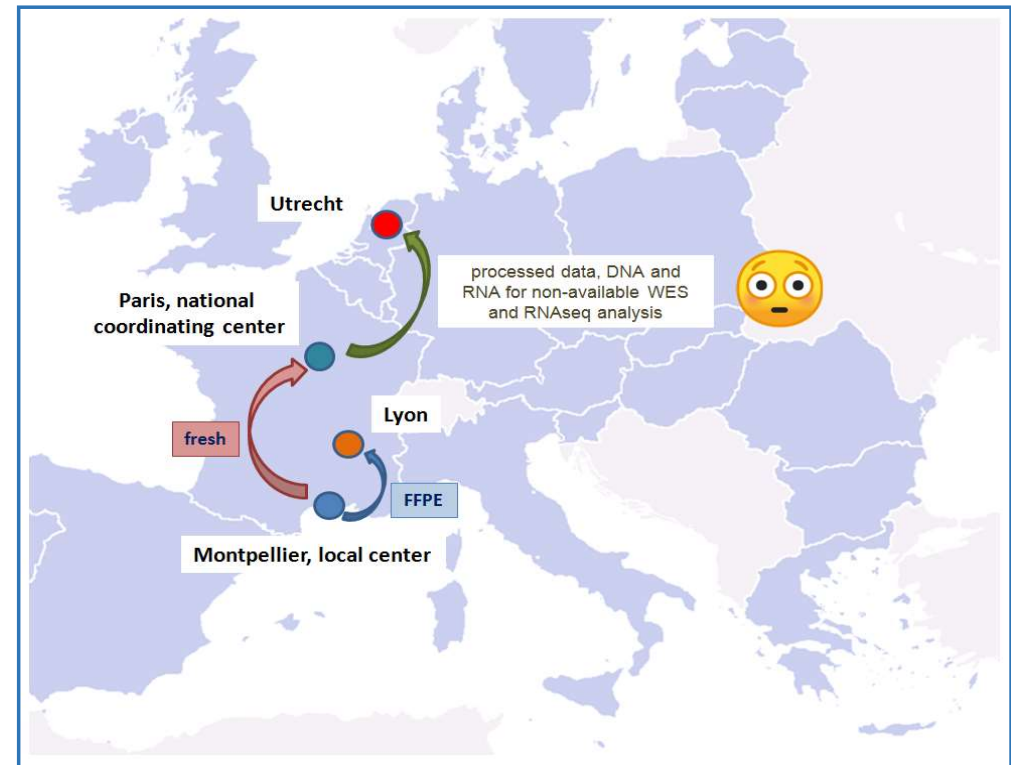 Utrecht
processed data, DNA and
RNA for non-available WES
and RNAseq analysis
Paris, national
coordinating center
Lyon
fresh
FFPE
Montpellier, local center